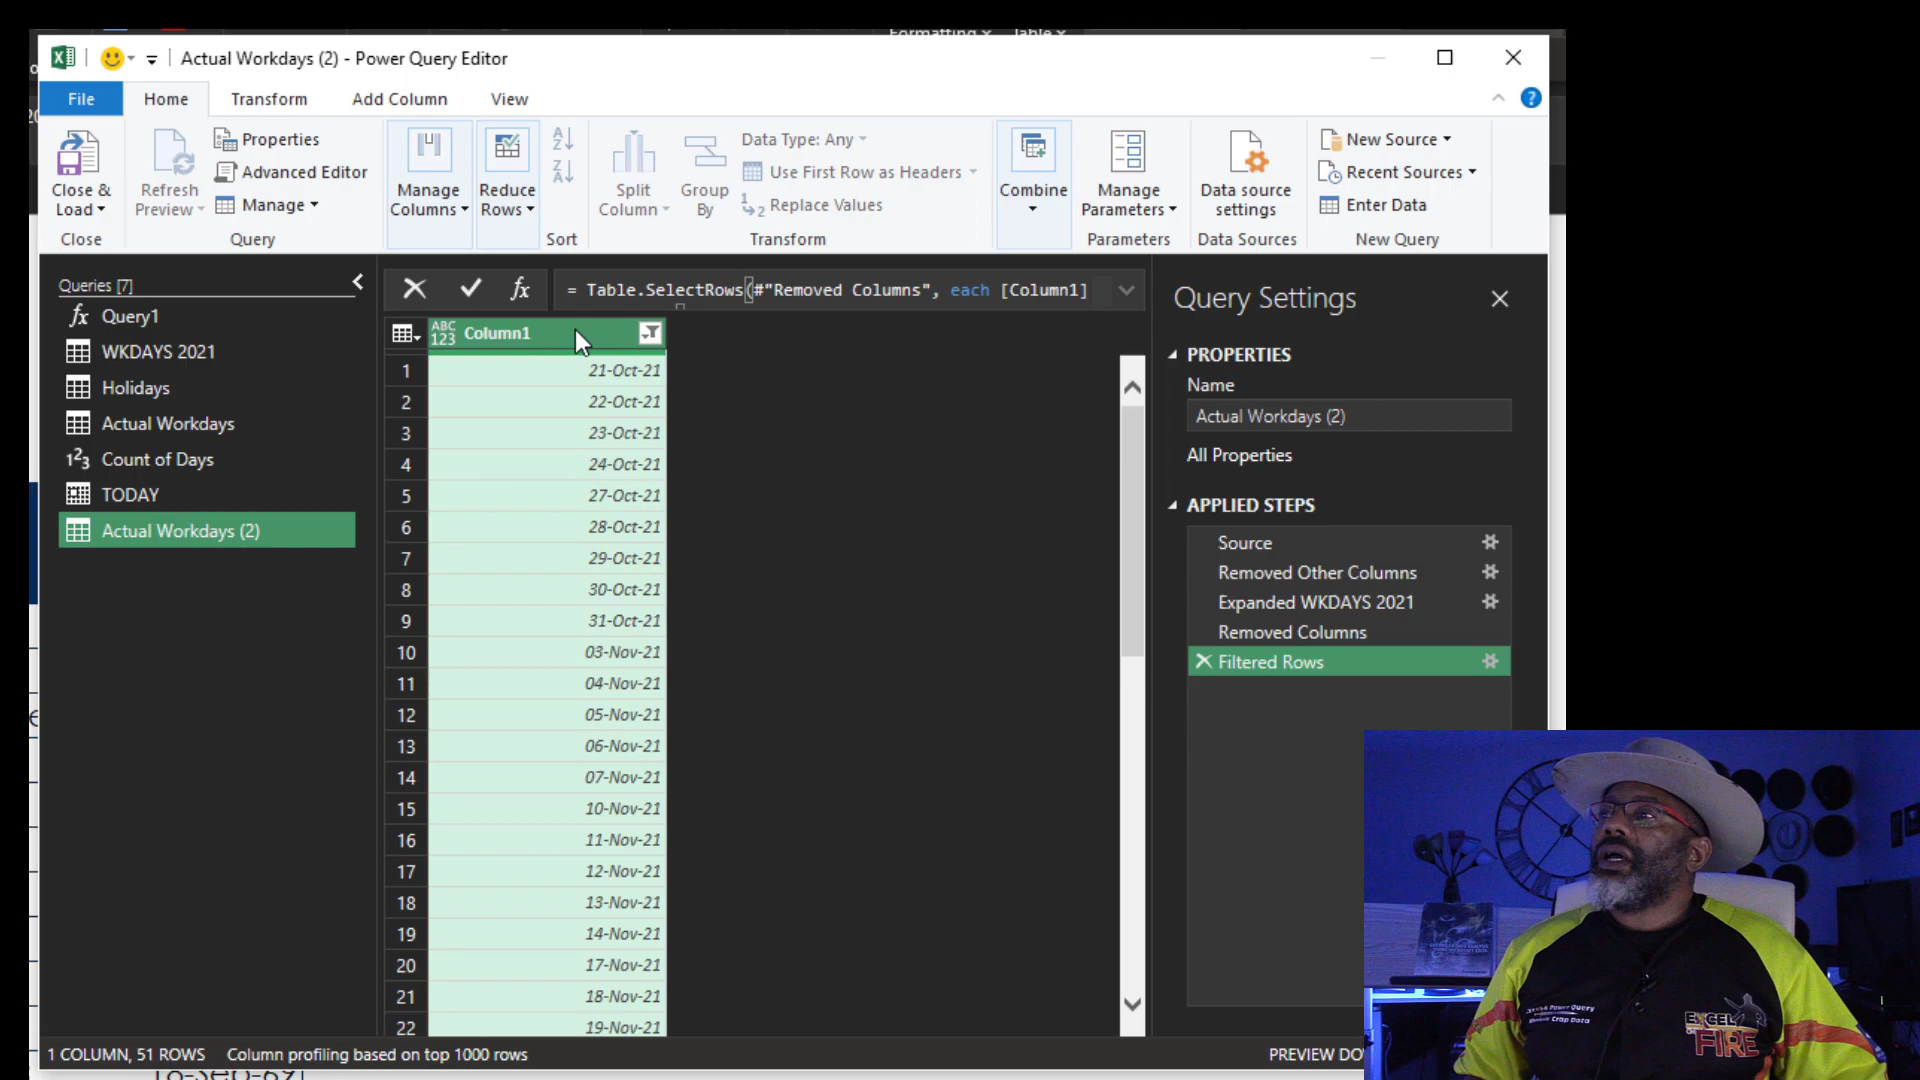 Formatting Table
Actual Workdays (2) - Power Query Editor
File Home Transform Add Column View
Close & Load
Refresh Preview
Properties
Advanced Editor
Manage
Manage Columns
Reduce Rows
Split Column
Group By
Data Type: Any
Use First Row as Headers
Replace Values
Combine
Manage Parameters
Data source settings
New Source
Recent Sources
Enter Data
Close Query Sort Transform Parameters Data Sources New Query
Queries [7]
fx Query1
WKDAYS 2021
Holidays
Actual Workdays
123 Count of Days
TODAY
Actual Workdays (2)
fx = Table.SelectRows(#"Removed Columns", each [Column1]
ABC 123 Column1
1 21-Oct-21
2 22-Oct-21
3 23-Oct-21
4 24-Oct-21
5 27-Oct-21
6 28-Oct-21
7 29-Oct-21
8 30-Oct-21
9 31-Oct-21
10 03-Nov-21
11 04-Nov-21
12 05-Nov-21
13 06-Nov-21
14 07-Nov-21
15 10-Nov-21
16 11-Nov-21
17 12-Nov-21
18 13-Nov-21
19 14-Nov-21
20 17-Nov-21
21 18-Nov-21
22 19-Nov-21
Query Settings
PROPERTIES
Name
Actual Workdays (2)
All Properties
APPLIED STEPS
Source
Removed Other Columns
Expanded WKDAYS 2021
Removed Columns
Filtered Rows
1 COLUMN, 51 ROWS Column profiling based on top 1000 rows
PREVIEW DO
EXCEL
FIRE